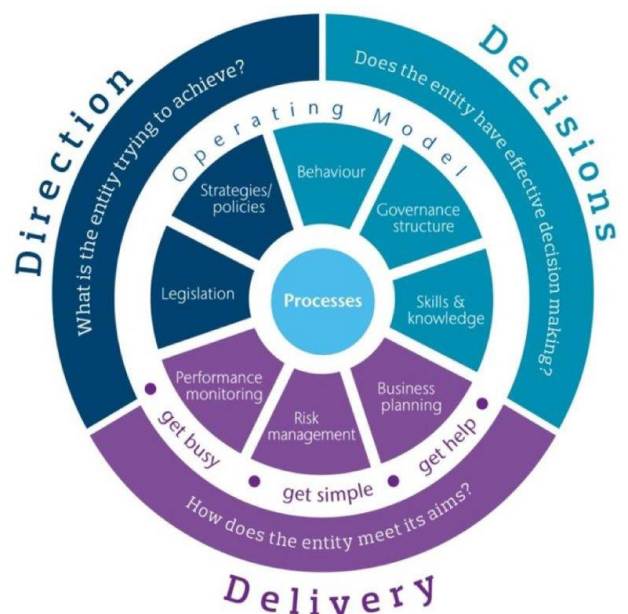 Direction
What is the entity trying to achieve?
Decisions
Does the entity have effective decision making?
Operating Model
Strategies/
policies
Behaviour
Governance
structure
Legislation
Processes
Skills &
knowledge
Performance
monitoring
Risk
management
Business
planning
get busy
get simple
get help
How does the entity meet its aims?
Delivery